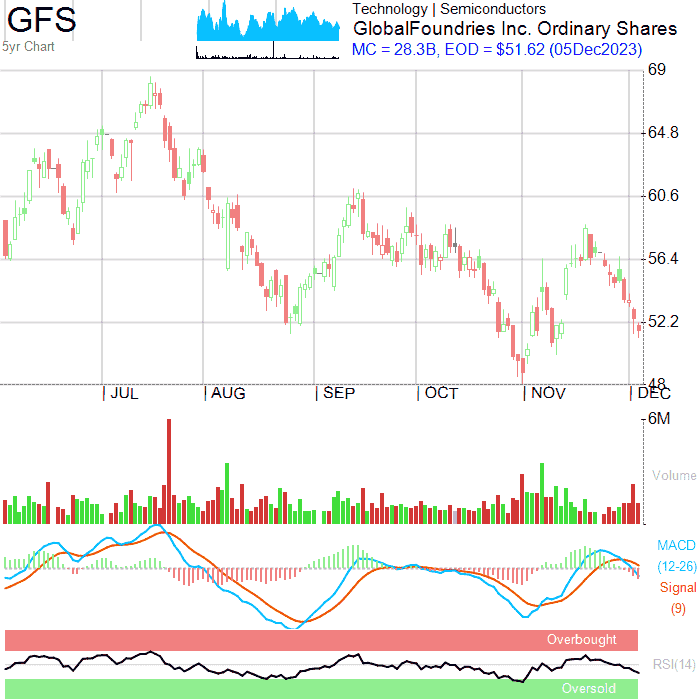 GFS
5yr Chart
Technology | Semiconductors
GlobalFoundries Inc. Ordinary Shares
MC = 28.3B, EOD = $51.62 (05Dec2023)
69
64.8
60.6
56.4
52.2
48
JUL AUG SEP OCT NOV DEC
6M
Volume
MACD
(12-26)
Signal
(9)
Overbought
RSI(14)
Oversold